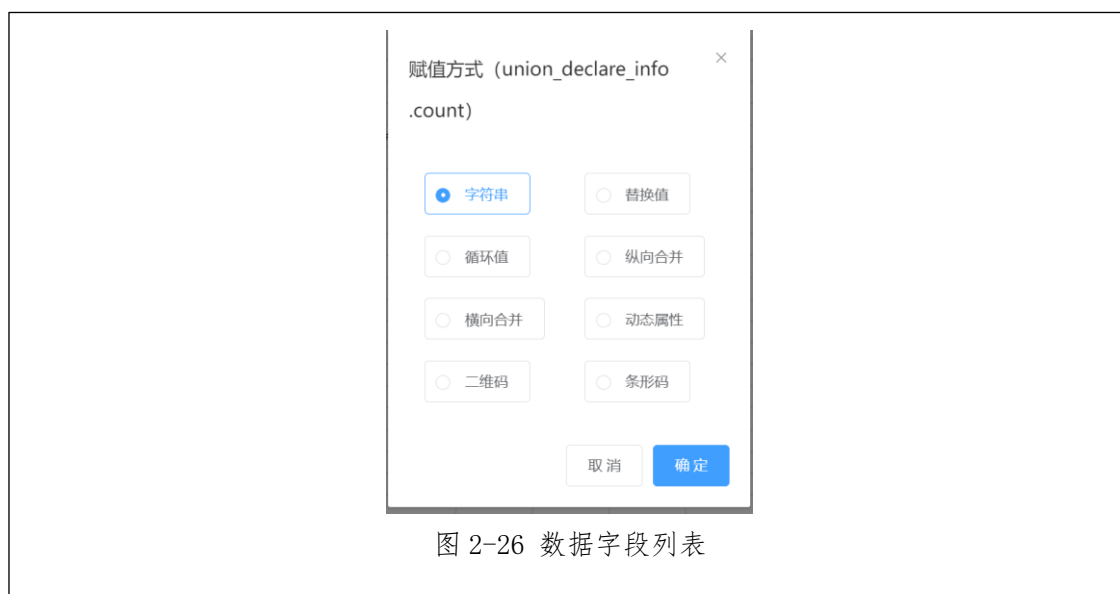 赋值方式（union_declare_info
.count）
字符串 替换值
循环值 纵向合并
横向合并 动态属性
二维码 条形码
取消 确定
图 2-26 数据字段列表